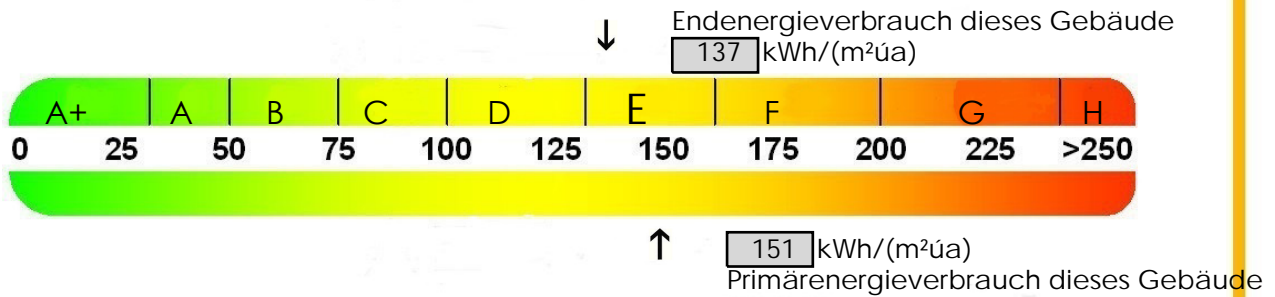 Endenergieverbrauch dieses Gebäude
137 kWh/(m²úa)
A+ A B C D E F G H
0 25 50 75 100 125 150 175 200 225 >250
151 kWh/(m²úa)
Primärenergieverbrauch dieses Gebäude